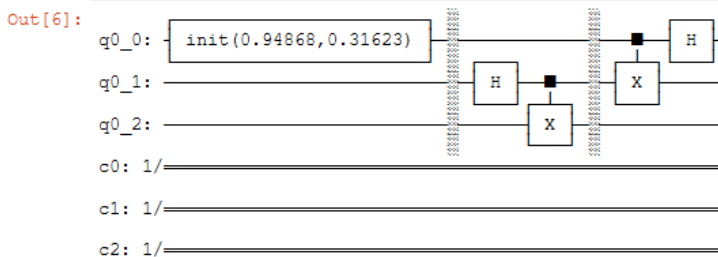 Out[6]:
q0_0: init(0.94868,0.31623) H
q0_1: H X
q0_2: X
c0: 1/
c1: 1/
c2: 1/